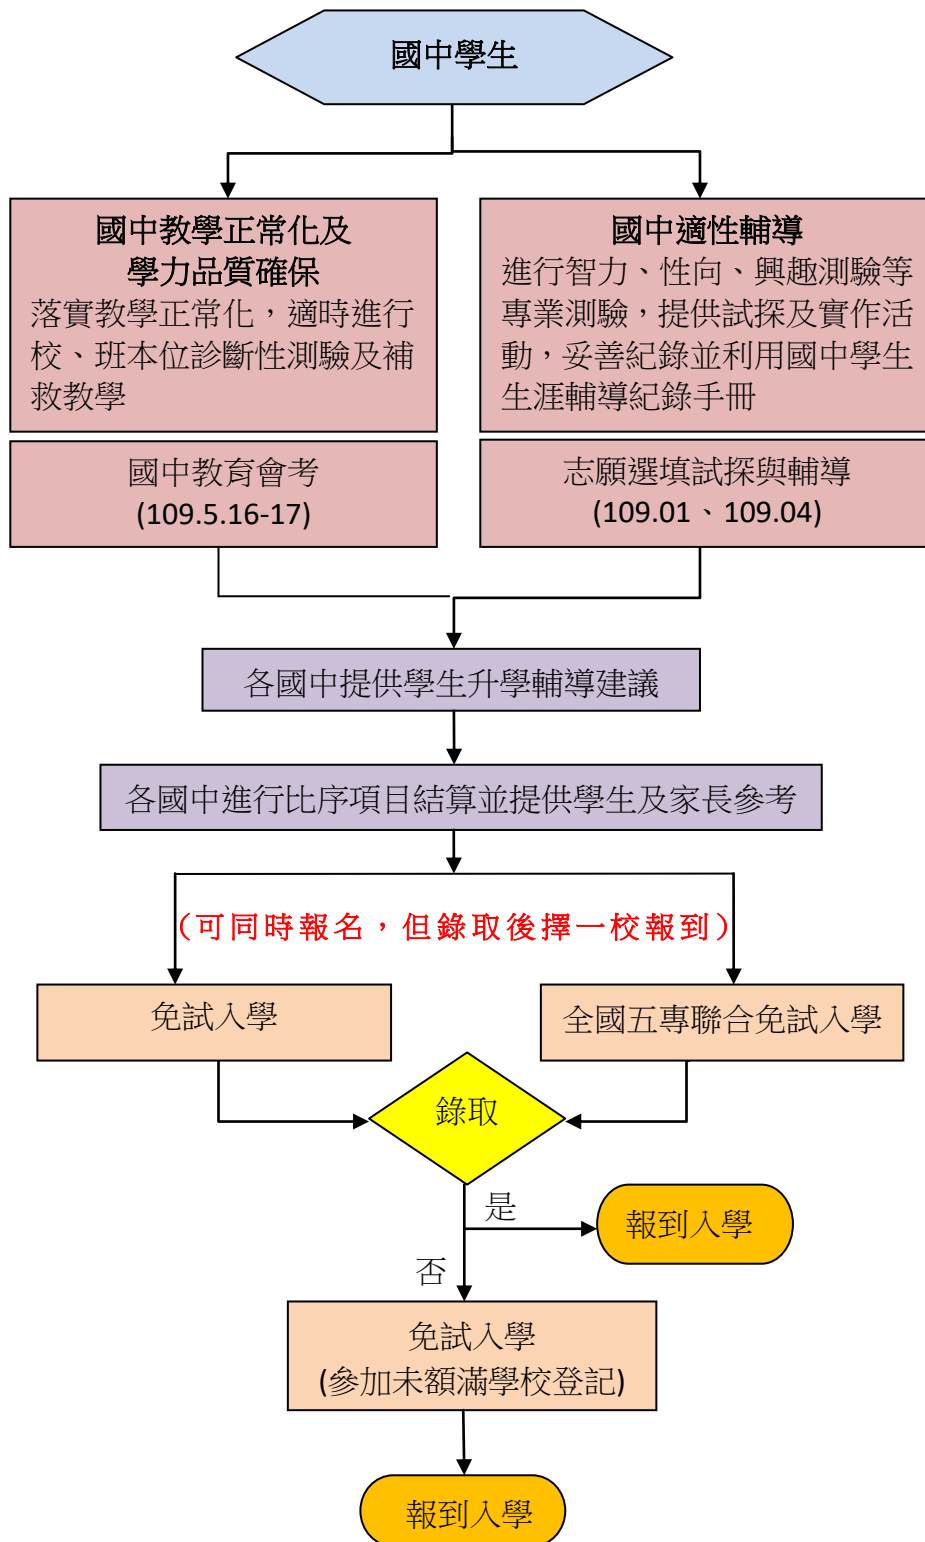 國中學生
國中教學正常化及
學力品質確保
落實教學正常化，適時進行
校、班本位診斷性測驗及補
救教學
國中適性輔導
進行智力、性向、興趣測驗等
專業測驗，提供試探及實作活
動，妥善紀錄並利用國中學生
生涯輔導紀錄手冊
國中教育會考
(109.5.16-17)
志願選填試探與輔導
(109.01、109.04)
各國中提供學生升學輔導建議
各國中進行比序項目結算並提供學生及家長參考
（可同時報名，但錄取後擇一校報到）
免試入學
全國五專聯合免試入學
錄取
是
報到入學
否
免試入學
(參加未額滿學校登記)
報到入學